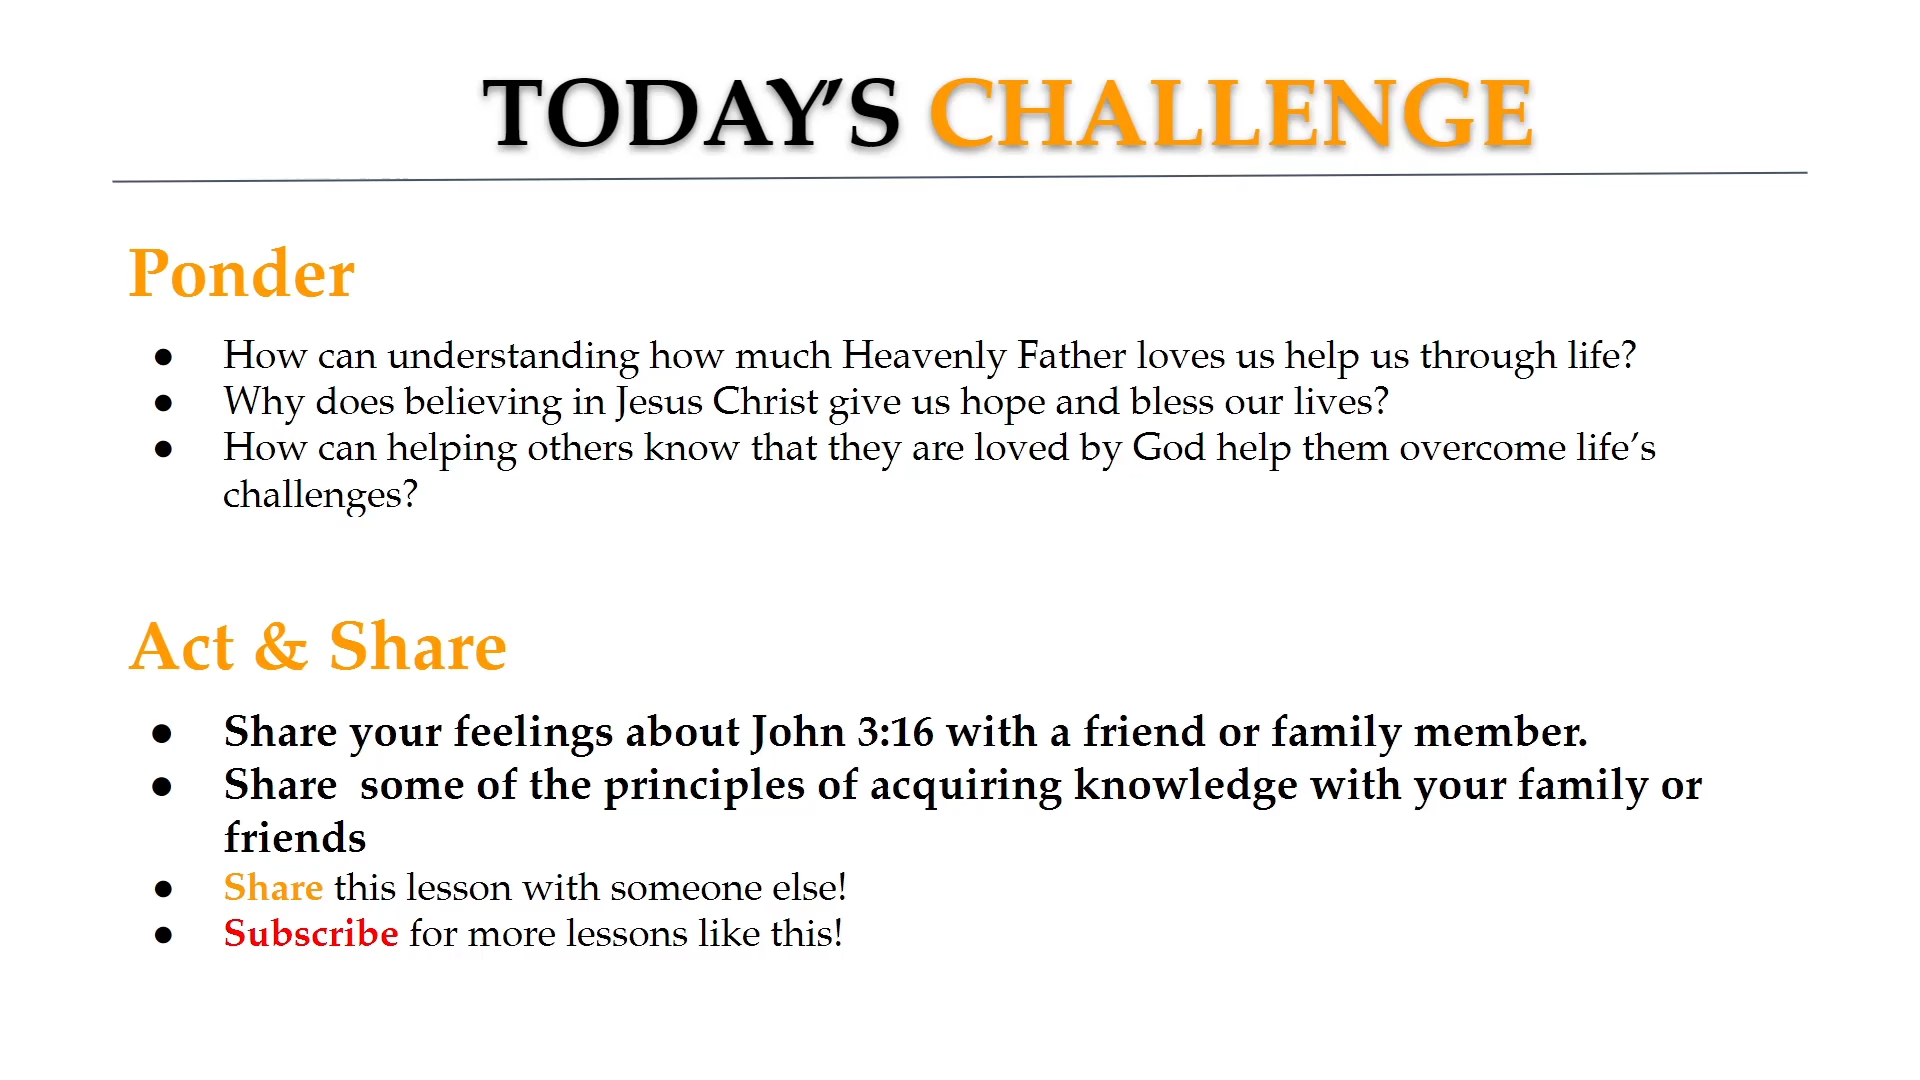 TODAY’S CHALLENGE
Ponder
● How can understanding how much Heavenly Father loves us help us through life?
● Why does believing in Jesus Christ give us hope and bless our lives?
● How can helping others know that they are loved by God help them overcome life’s
challenges?
Act & Share
● Share your feelings about John 3:16 with a friend or family member.
● Share  some of the principles of acquiring knowledge with your family or
friends
● Share this lesson with someone else!
● Subscribe for more lessons like this!